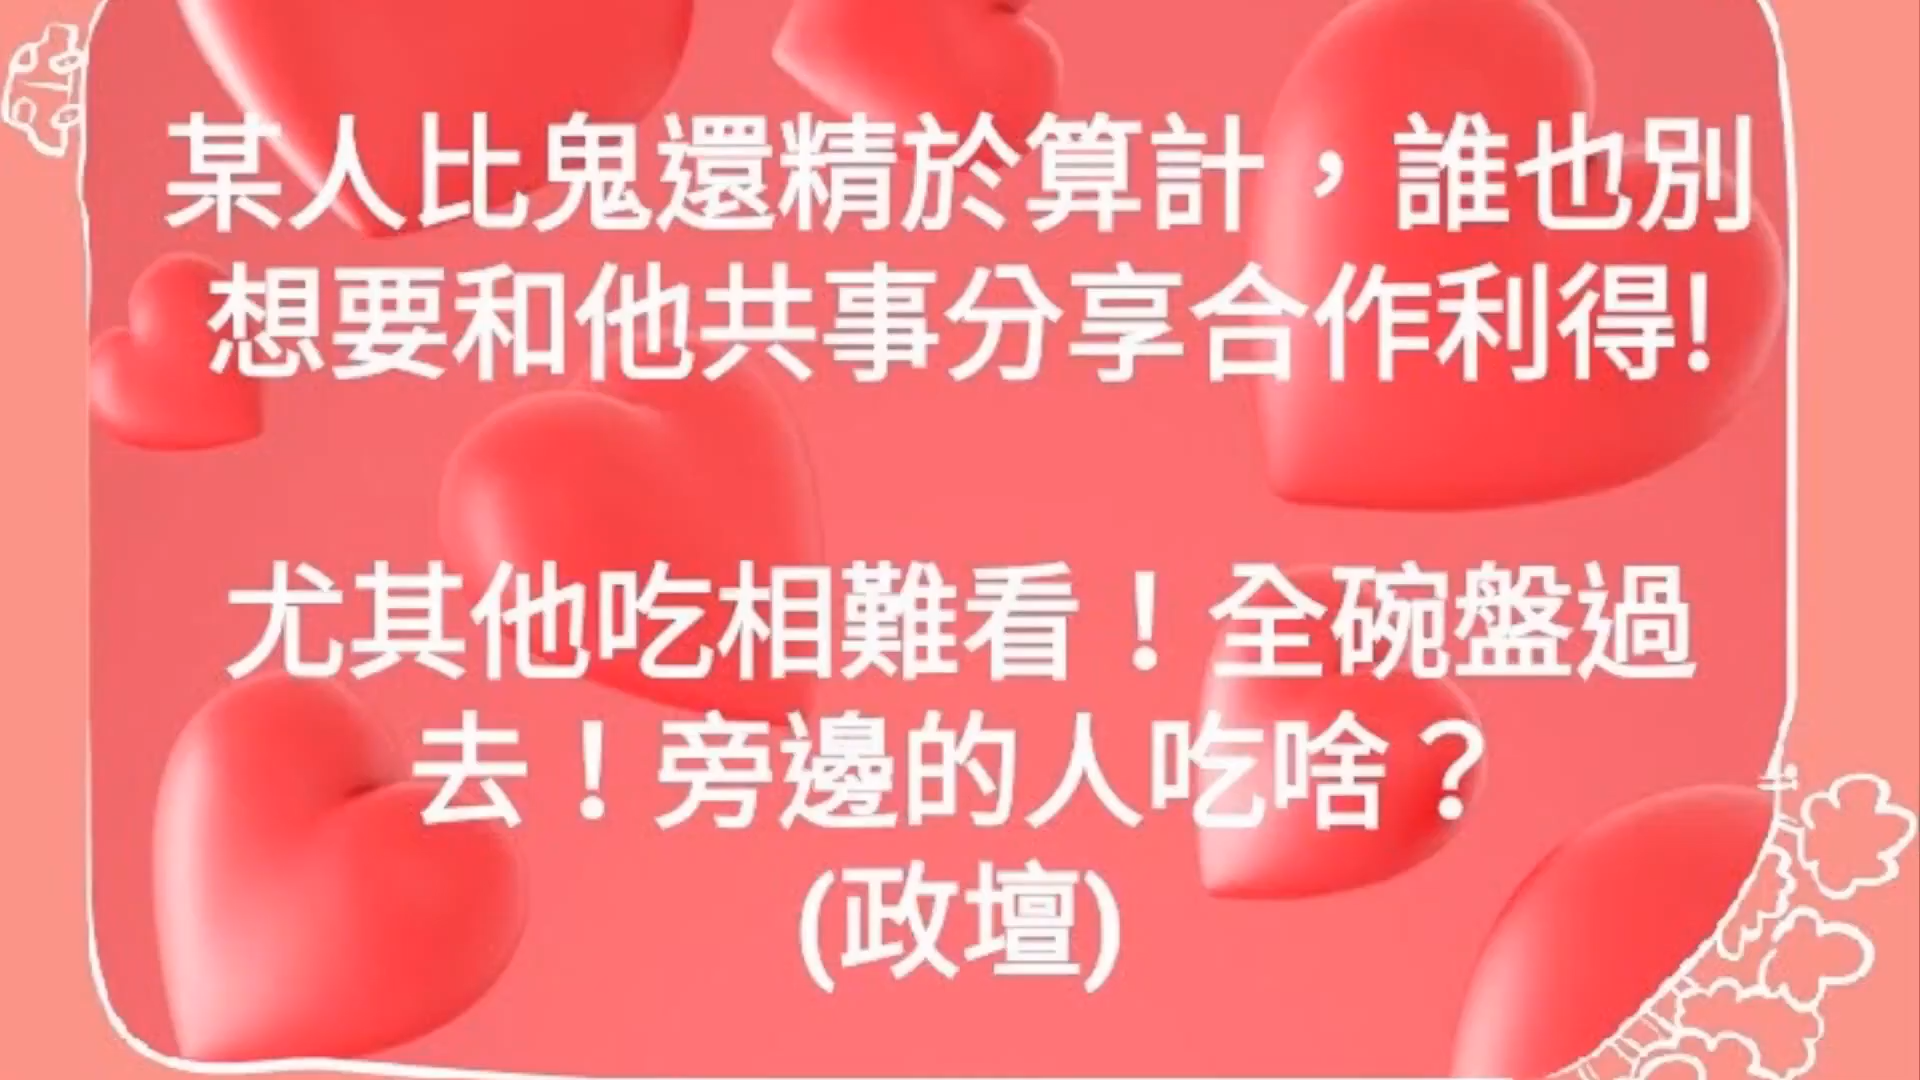 某人比鬼還精於算計，誰也別
想要和他共事分享合作利得!
尤其他吃相難看！全碗盤過
去！旁邊的人吃啥？
(政壇)